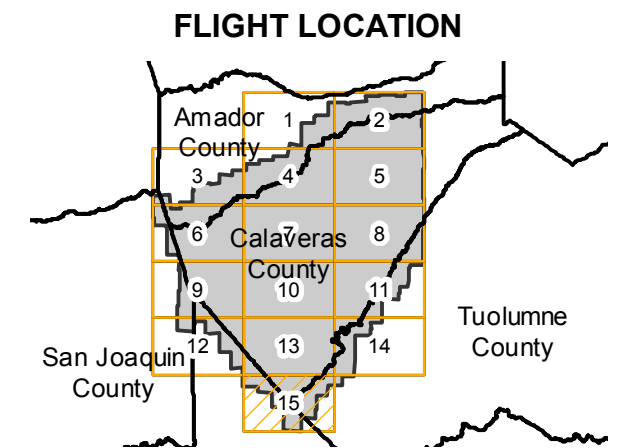 FLIGHT LOCATION
Amador
County
1
2
3
4
5
6
7
8
Calaveras
County
9
10
11
Tuolumne
County
12
13
14
San Joaquin
County
15